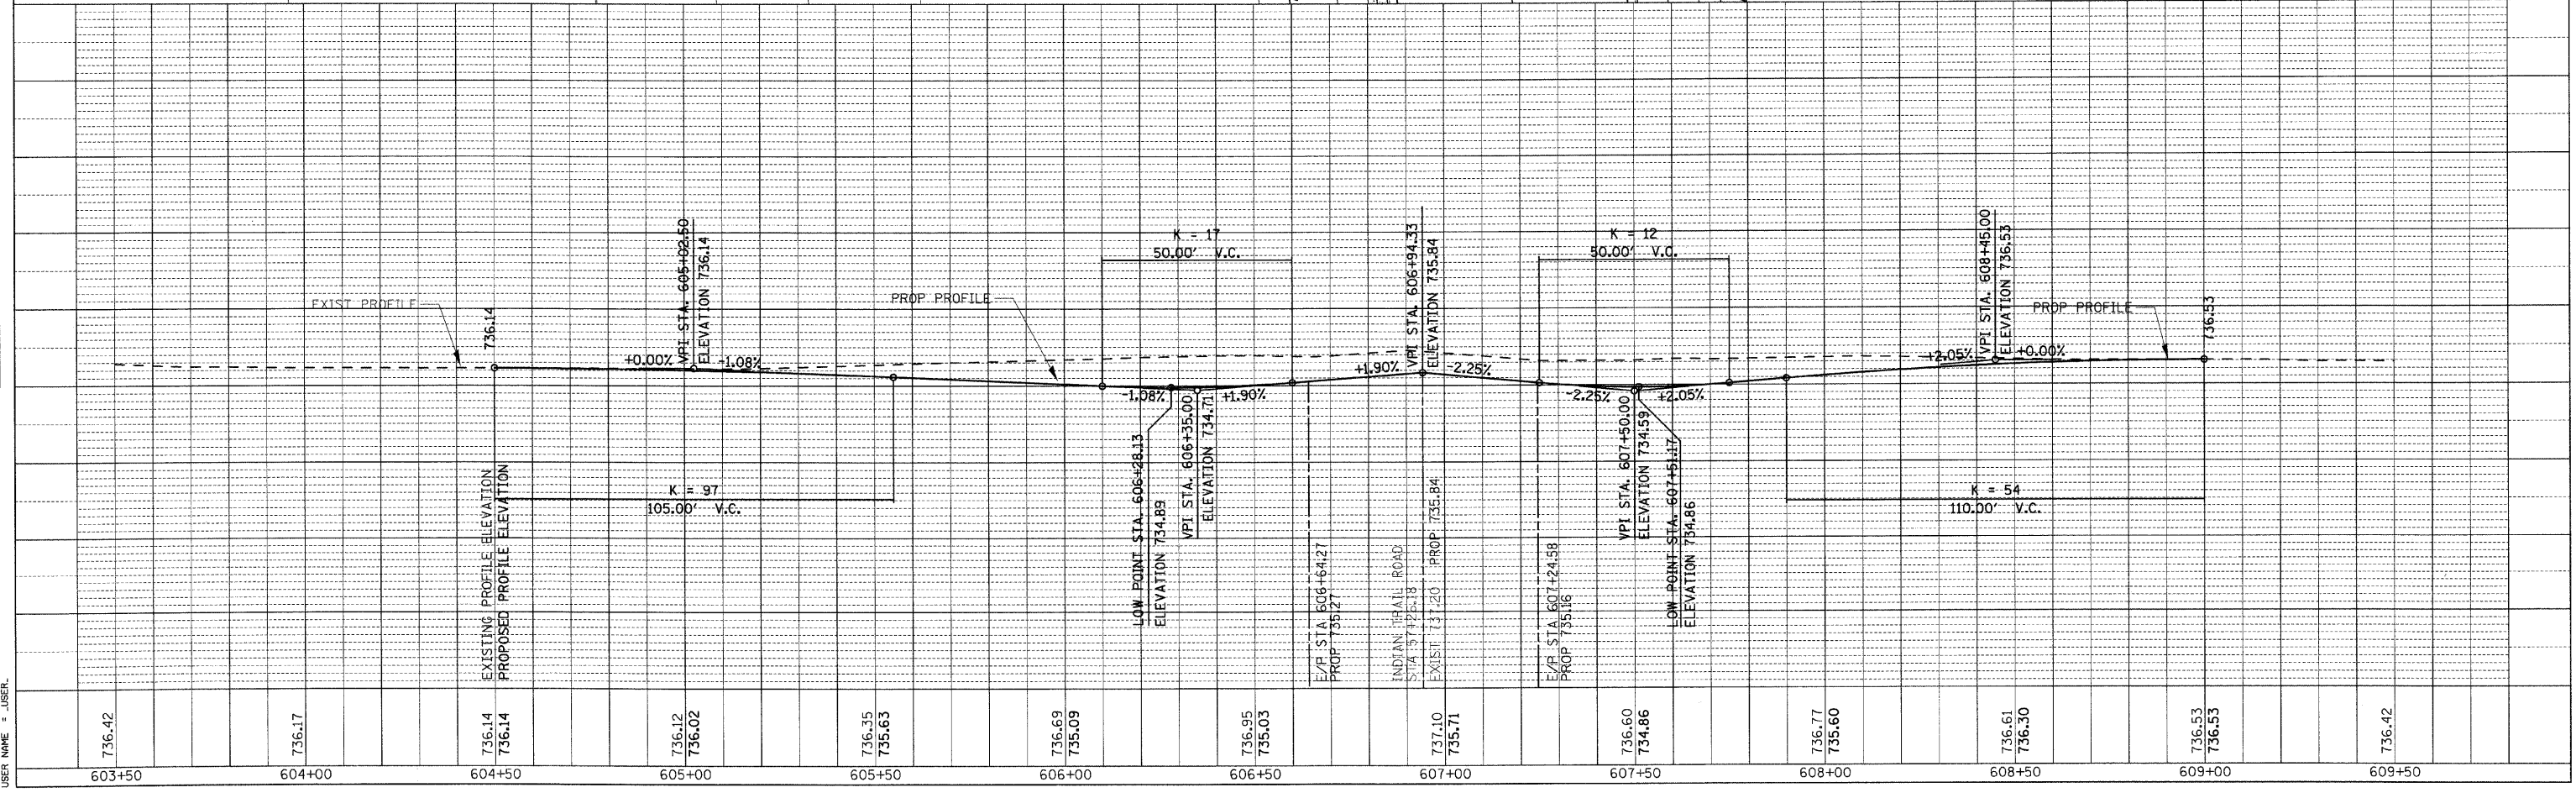 K = 17
50.00' V.C.
K = 12
50.00' V.C.
VPI STA. 605+02.50
ELEVATION 736.14
VPI STA. 606+94.33
ELEVATION 735.84
VPI STA. 608+45.00
ELEVATION 736.53
EXIST PROFILE
736.14
PROP PROFILE
PROP PROFILE
736.53
+0.00%
-1.08%
-1.08%
+1.90%
+1.90%
-2.25%
-2.25%
+2.05%
+2.05%
+0.00%
EXISTING PROFILE ELEVATION
PROPOSED PROFILE ELEVATION
K = 97
105.00' V.C.
LOW POINT STA. 606+28.13
ELEVATION 734.89
VPI STA. 606+35.00
ELEVATION 734.71
E/P STA 606+64.27
PROP 735.27
INDIAN TRAIL ROAD
EXIST 737.20 PROP 735.84
E/P STA 607+24.58
PROP 735.16
VPI STA. 607+50.00
ELEVATION 734.59
LOW POINT STA. 607+51.17
ELEVATION 734.86
K = 54
110.00' V.C.
USER NAME = _USER_
736.42
736.17
736.14
736.14
736.12
736.02
736.35
735.63
736.69
735.09
736.95
735.03
737.10
735.71
736.60
734.86
736.77
735.60
736.61
736.30
736.53
736.53
736.42
603+50 604+00 604+50 605+00 605+50 606+00 606+50 607+00 607+50 608+00 608+50 609+00 609+50